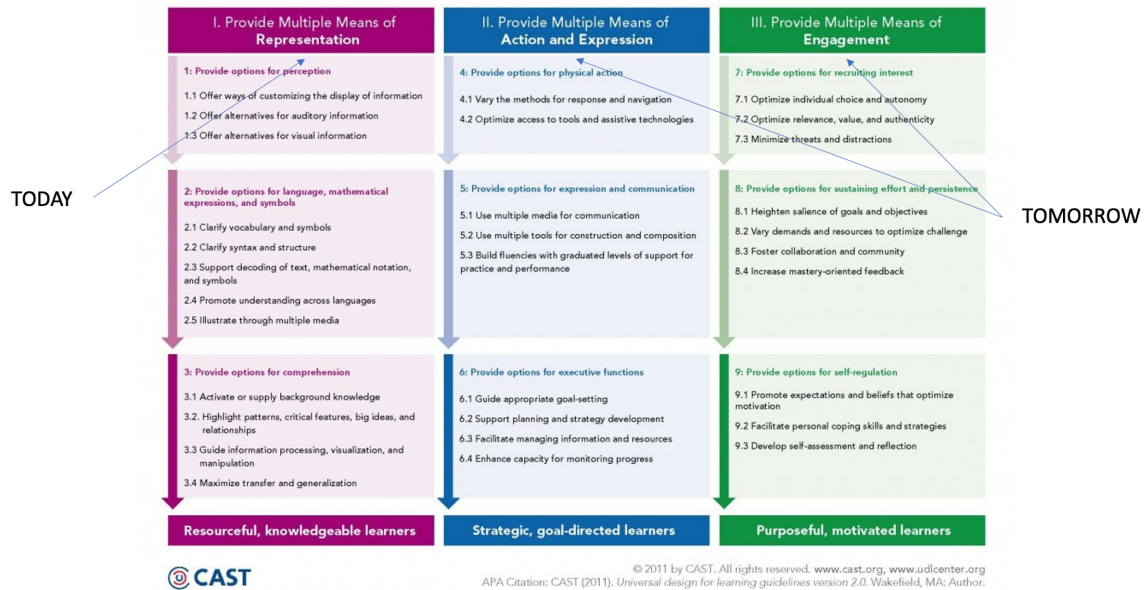 I. Provide Multiple Means of
Representation
1: Provide options for perception
1.1 Offer ways of customizing the display of information
1.2 Offer alternatives for auditory information
1.3 Offer alternatives for visual information
2: Provide options for language, mathematical
expressions, and symbols
2.1 Clarify vocabulary and symbols
2.2 Clarify syntax and structure
2.3 Support decoding of text, mathematical notation,
and symbols
2.4 Promote understanding across languages
2.5 Illustrate through multiple media
3: Provide options for comprehension
3.1 Activate or supply background knowledge
3.2. Highlight patterns, critical features, big ideas, and
relationships
3.3 Guide information processing, visualization, and
manipulation
3.4 Maximize transfer and generalization
Resourceful, knowledgeable learners
II. Provide Multiple Means of
Action and Expression
4: Provide options for physical action
4.1 Vary the methods for response and navigation
4.2 Optimize access to tools and assistive technologies
5: Provide options for expression and communication
5.1 Use multiple media for communication
5.2 Use multiple tools for construction and composition
5.3 Build fluencies with graduated levels of support for
practice and performance
6: Provide options for executive functions
6.1 Guide appropriate goal-setting
6.2 Support planning and strategy development
6.3 Facilitate managing information and resources
6.4 Enhance capacity for monitoring progress
Strategic, goal-directed learners
III. Provide Multiple Means of
Engagement
7: Provide options for recruiting interest
7.1 Optimize individual choice and autonomy
7.2 Optimize relevance, value, and authenticity
7.3 Minimize threats and distractions
8: Provide options for sustaining effort and persistence
8.1 Heighten salience of goals and objectives
8.2 Vary demands and resources to optimize challenge
8.3 Foster collaboration and community
8.4 Increase mastery-oriented feedback
9: Provide options for self-regulation
9.1 Promote expectations and beliefs that optimize
motivation
9.2 Facilitate personal coping skills and strategies
9.3 Develop self-assessment and reflection
Purposeful, motivated learners
TODAY
TOMORROW
CAST
© 2011 by CAST. All rights reserved. www.cast.org, www.udlcenter.org
APA Citation: CAST (2011). Universal design for learning guidelines version 2.0. Wakefield, MA: Author.